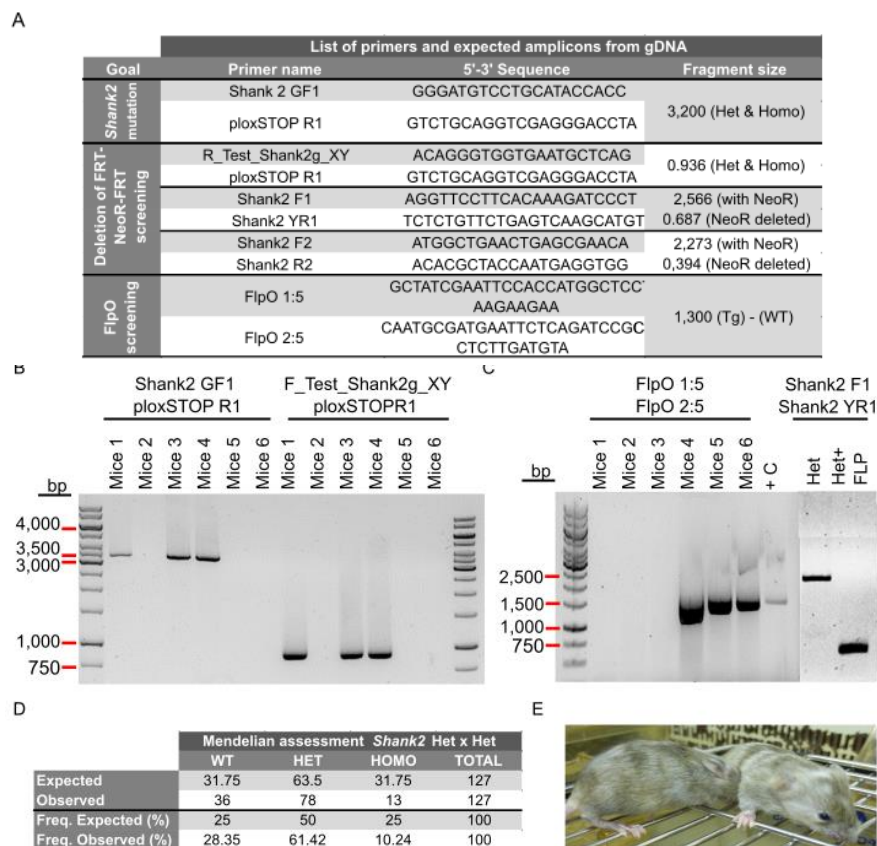 A
List of primers and expected amplicons from gDNA
Goal Primer name 5'-3' Sequence Fragment size
Shank2 mutation
Shank 2 GF1 GGGATGTCCTGCATACCACC
3,200 (Het & Homo)
ploxSTOP R1 GTCTGCAGGTCGAGGGACCTA
Deletion of FRT-NeoR-FRT screening
R_Test_Shank2g_XY ACAGGGTGGTGAATGCTCAG
0.936 (Het & Homo)
ploxSTOP R1 GTCTGCAGGTCGAGGGACCTA
Shank2 F1 AGGTTCCTTCACAAAGATCCCT 2,566 (with NeoR)
Shank2 YR1 TCTCTGTTCTGAGTCAAGCATGT 0.687 (NeoR deleted)
Shank2 F2 ATGGCTGAACTGAGCGAACA 2,273 (with NeoR)
Shank2 R2 ACACGCTACCAATGAGGTGG 0,394 (NeoR deleted)
FlpO screening
FlpO 1:5 GCTATCGAATTCCACCATGGCTCC
AAGAAGAA
1,300 (Tg) - (WT)
FlpO 2:5 CAATGCGATGAATTCTCAGATCCGC
CTCTTGATGTA
B
Shank2 GF1 F_Test_Shank2g_XY
ploxSTOP R1 ploxSTOPR1
Mice 1 Mice 2 Mice 3 Mice 4 Mice 5 Mice 6 Mice 1 Mice 2 Mice 3 Mice 4 Mice 5 Mice 6
bp
4,000
3,500
3,000
1,000
750
C
FlpO 1:5 Shank2 F1
FlpO 2:5 Shank2 YR1
Mice 1 Mice 2 Mice 3 Mice 4 Mice 5 Mice 6 + C Het Het+ FLP
bp
2,500
1,500
1,000
750
D
Mendelian assessment Shank2 Het x Het
WT HET HOMO TOTAL
Expected 31.75 63.5 31.75 127
Observed 36 78 13 127
Freq. Expected (%) 25 50 25 100
Freq. Observed (%) 28.35 61.42 10.24 100
E